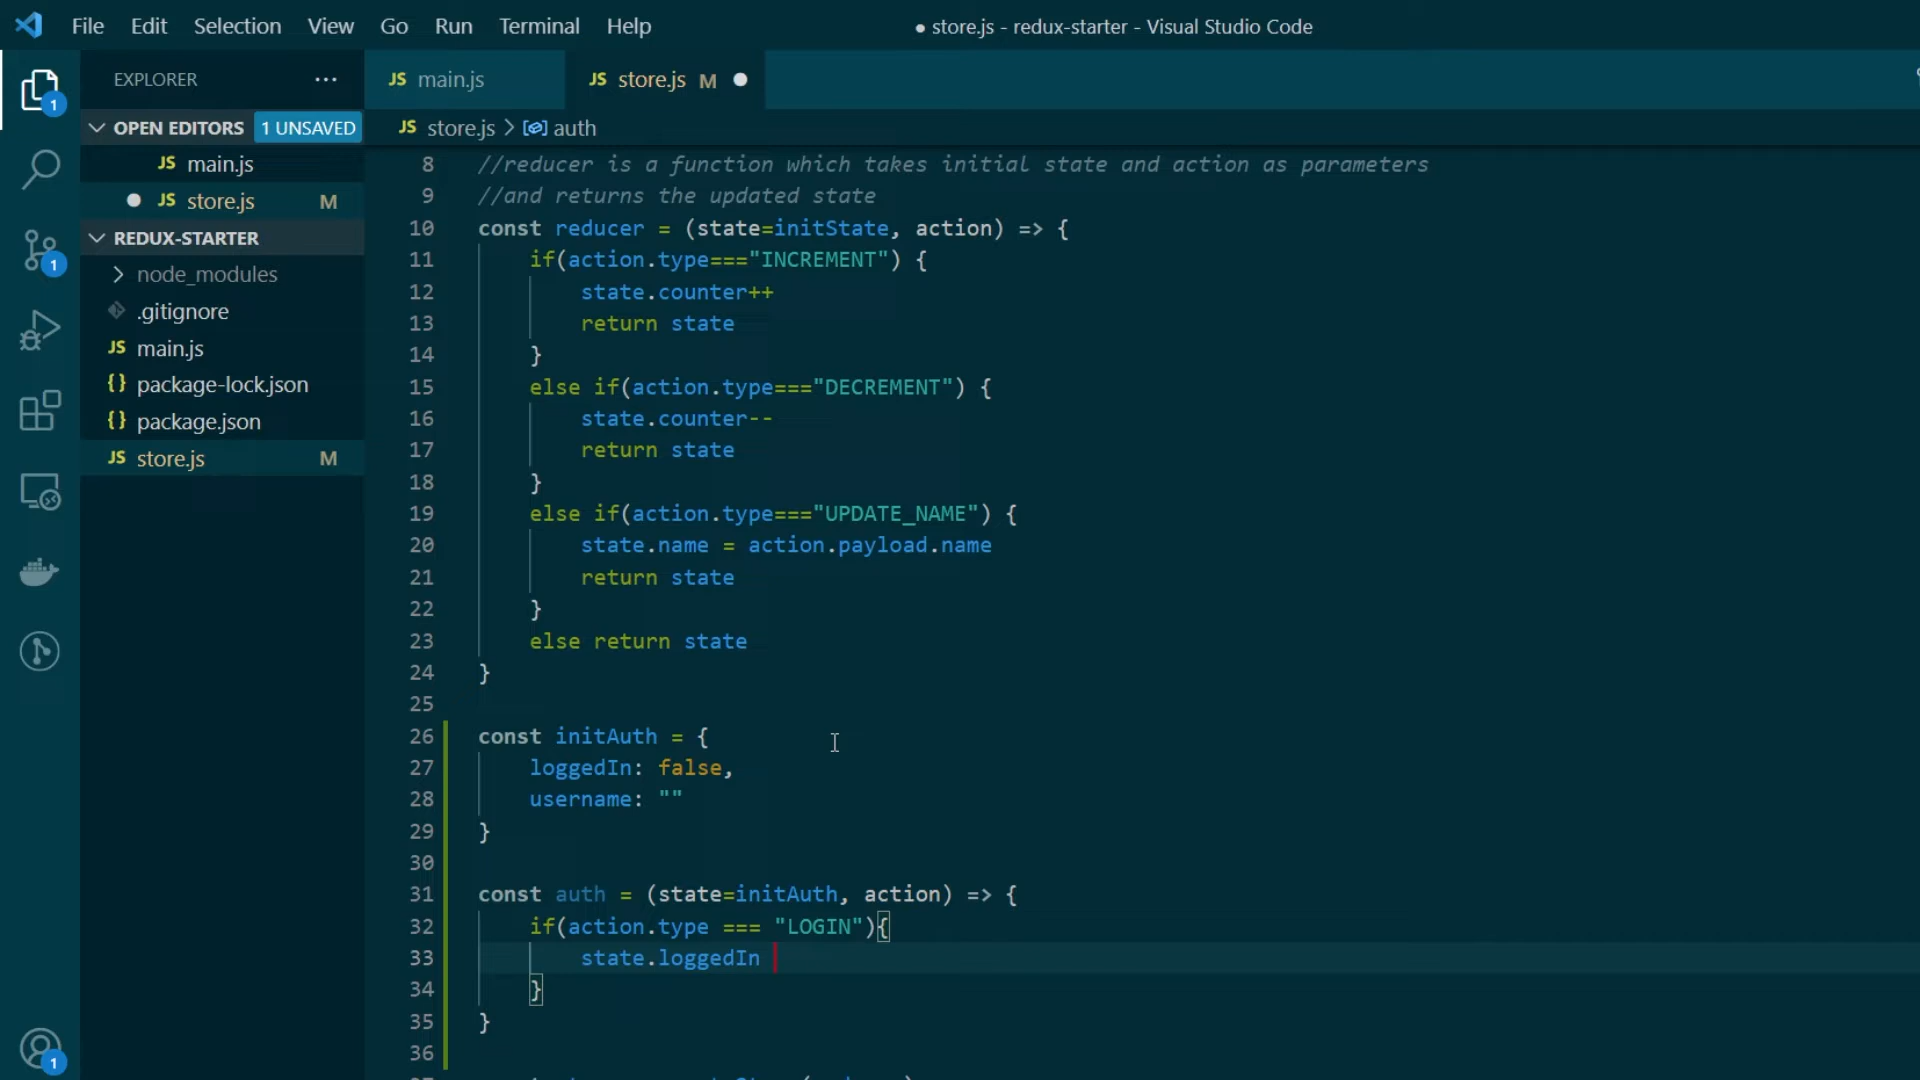 File Edit Selection View Go Run Terminal Help
● store.js - redux-starter - Visual Studio Code
EXPLORER ···
JS main.js
JS store.js M
OPEN EDITORS 1 UNSAVED
JS store.js > auth
JS main.js
JS store.js M
REDUX-STARTER
node_modules
.gitignore
JS main.js
{} package-lock.json
{} package.json
JS store.js M
1
1
1
8 //reducer is a function which takes initial state and action as parameters
9 //and returns the updated state
10 const reducer = (state=initState, action) => {
11 if(action.type==="INCREMENT") {
12 state.counter++
13 return state
14 }
15 else if(action.type==="DECREMENT") {
16 state.counter--
17 return state
18 }
19 else if(action.type==="UPDATE_NAME") {
20 state.name = action.payload.name
21 return state
22 }
23 else return state
24 }
25
26 const initAuth = {
27 loggedIn: false,
28 username: ""
29 }
30
31 const auth = (state=initAuth, action) => {
32 if(action.type === "LOGIN"){
33 state.loggedIn
34 }
35 }
36